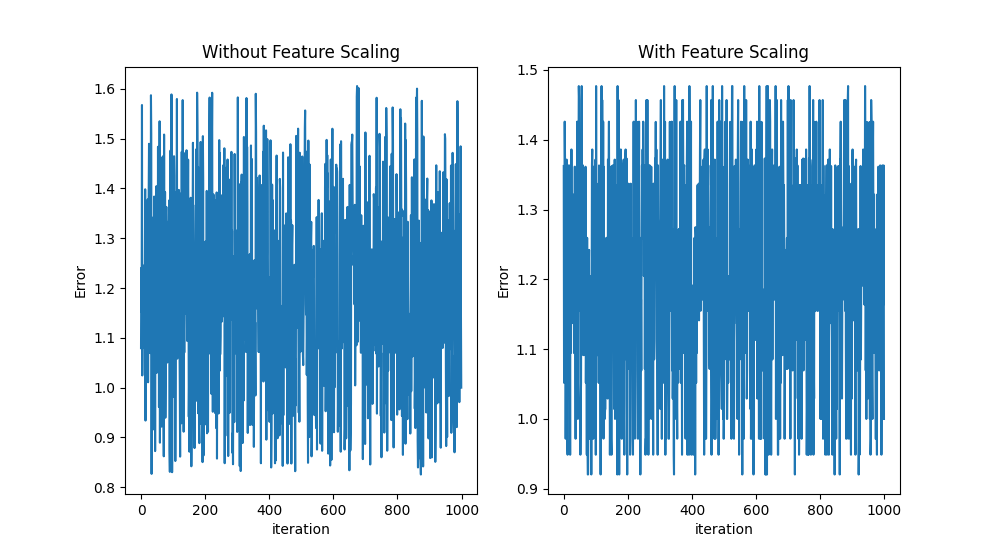 Without Feature Scaling
Error
1.6
1.5
1.4
1.3
1.2
1.1
1.0
0.9
0.8
0 200 400 600 800 1000
iteration
With Feature Scaling
Error
1.5
1.4
1.3
1.2
1.1
1.0
0.9
0 200 400 600 800 1000
iteration